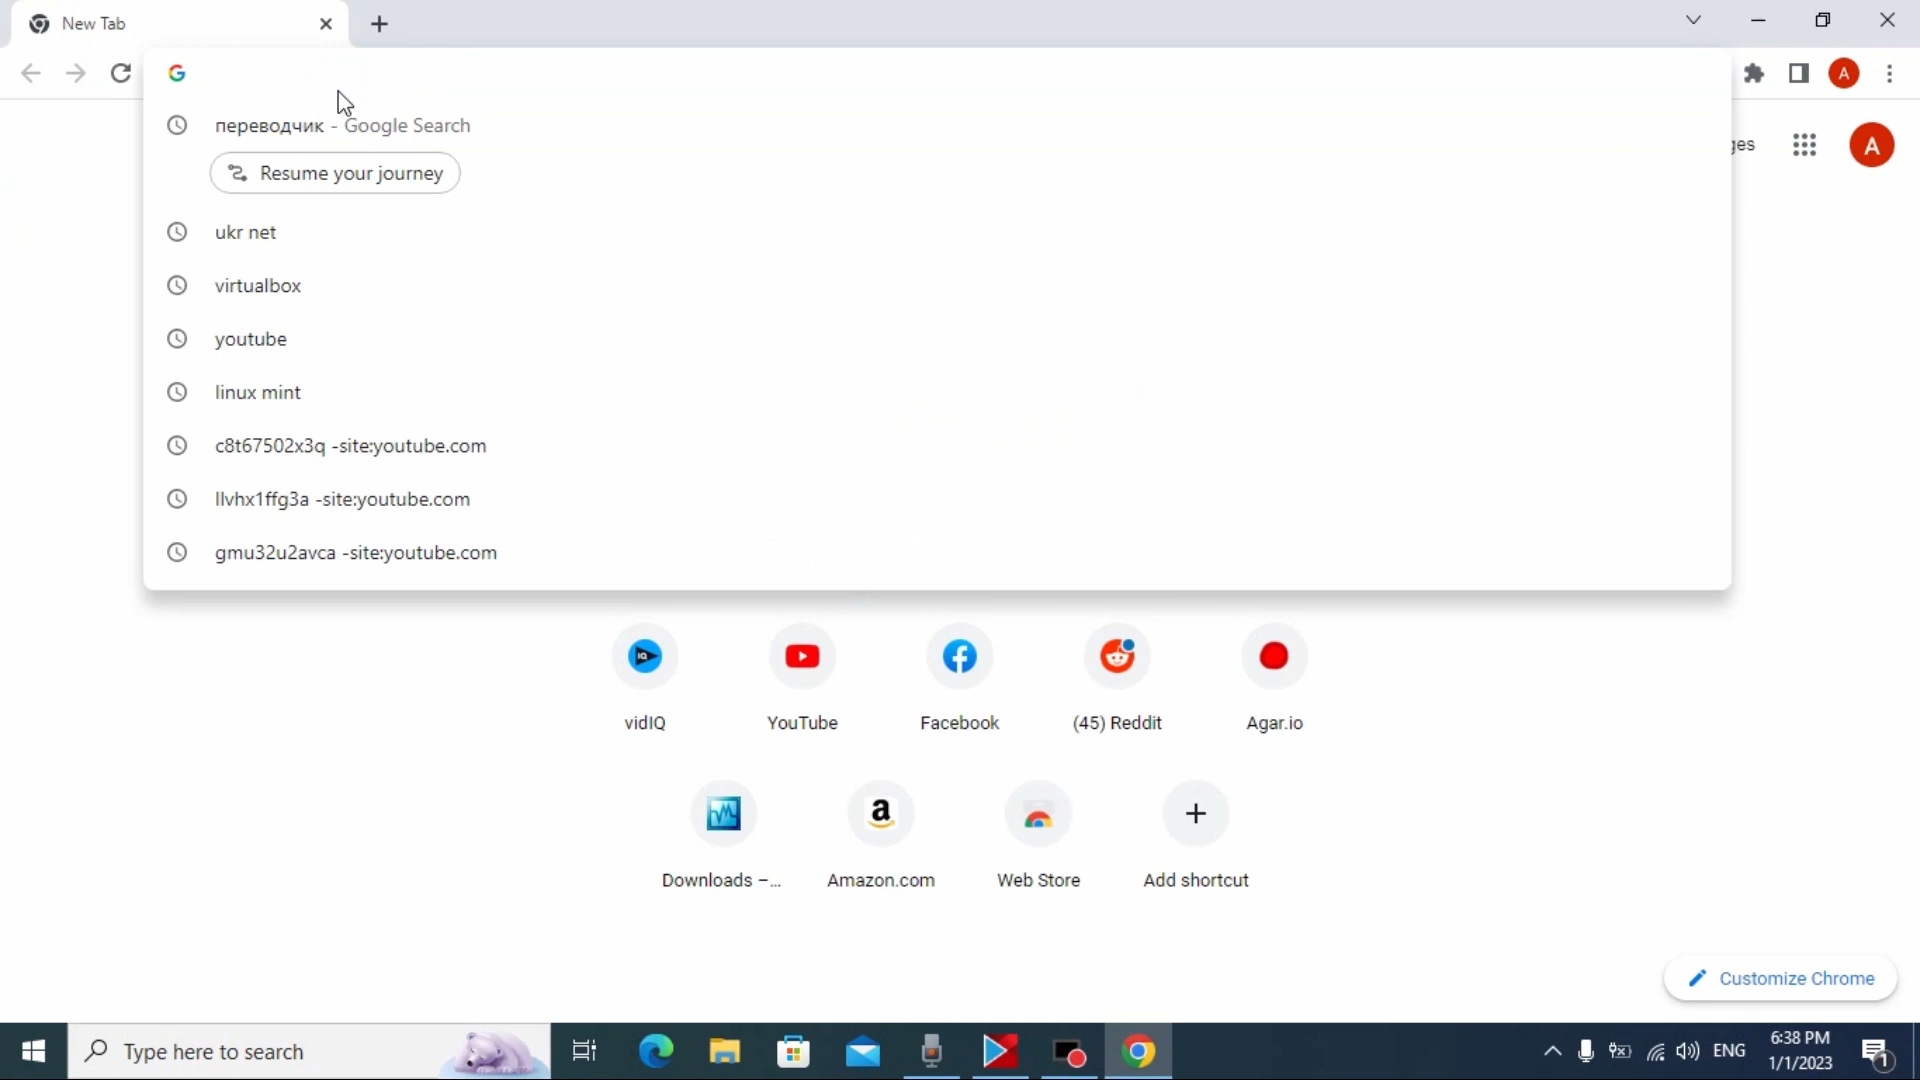 New Tab
A
переводчик - Google Search
ges
A
Resume your journey
ukr net
virtualbox
youtube
linux mint
c8t67502x3q -site:youtube.com
llvhx1ffg3a -site:youtube.com
gmu32u2avca -site:youtube.com
IQ
a
vidIQ YouTube Facebook (45) Reddit Agar.io
Downloads –... Amazon.com Web Store Add shortcut
Customize Chrome
Type here to search
ENG
6:38 PM
1/1/2023
1